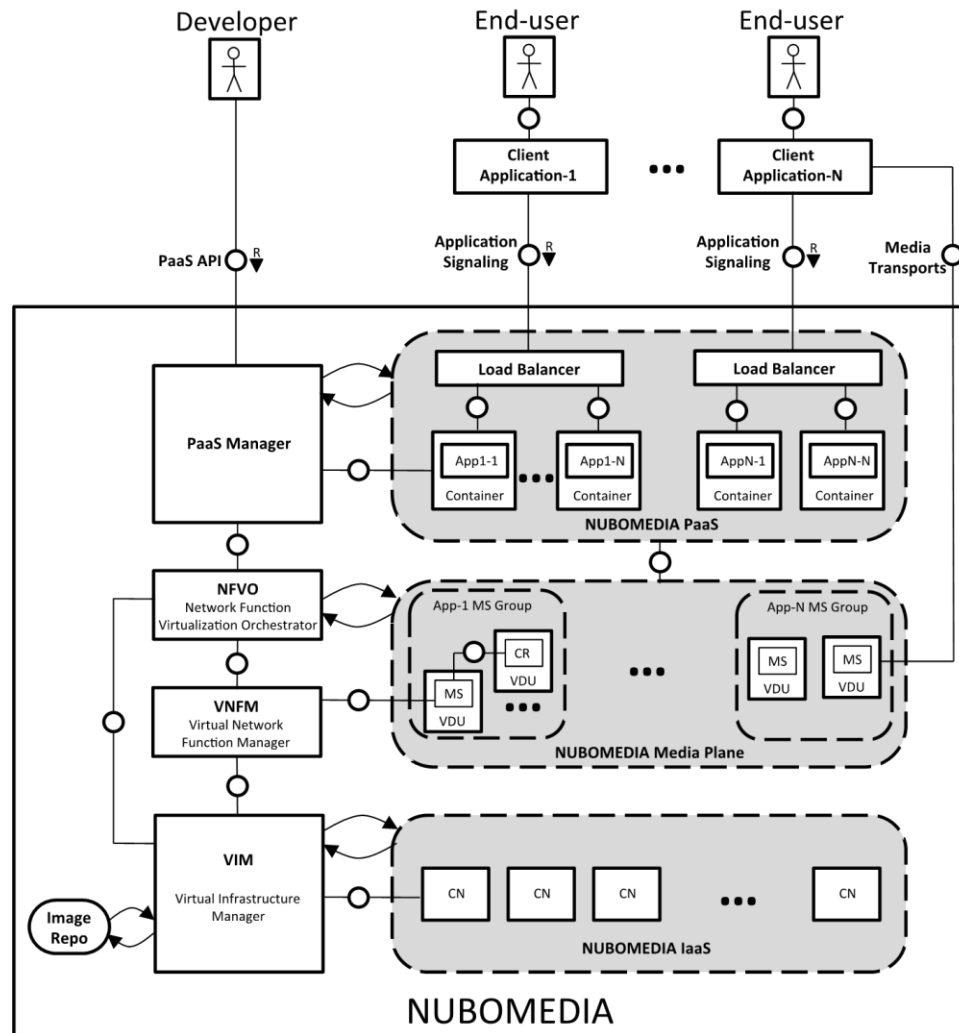 Developer
End-user
End-user
Client
Application-1
Client
Application-N
PaaS API
R
Application
Signaling
R
Application
Signaling
R
Media
Transports
PaaS Manager
Load Balancer
Load Balancer
App1-1
Container
App1-N
Container
AppN-1
Container
AppN-N
Container
NUBOMEDIA PaaS
NFVO
Network Function
Virtualization Orchestrator
App-1 MS Group
CR
VDU
MS
VDU
App-N MS Group
MS
VDU
MS
VDU
NUBOMEDIA Media Plane
VNFM
Virtual Network
Function Manager
VIM
Virtual Infrastructure
Manager
CN
CN
CN
CN
NUBOMEDIA IaaS
Image
Repo
NUBOMEDIA